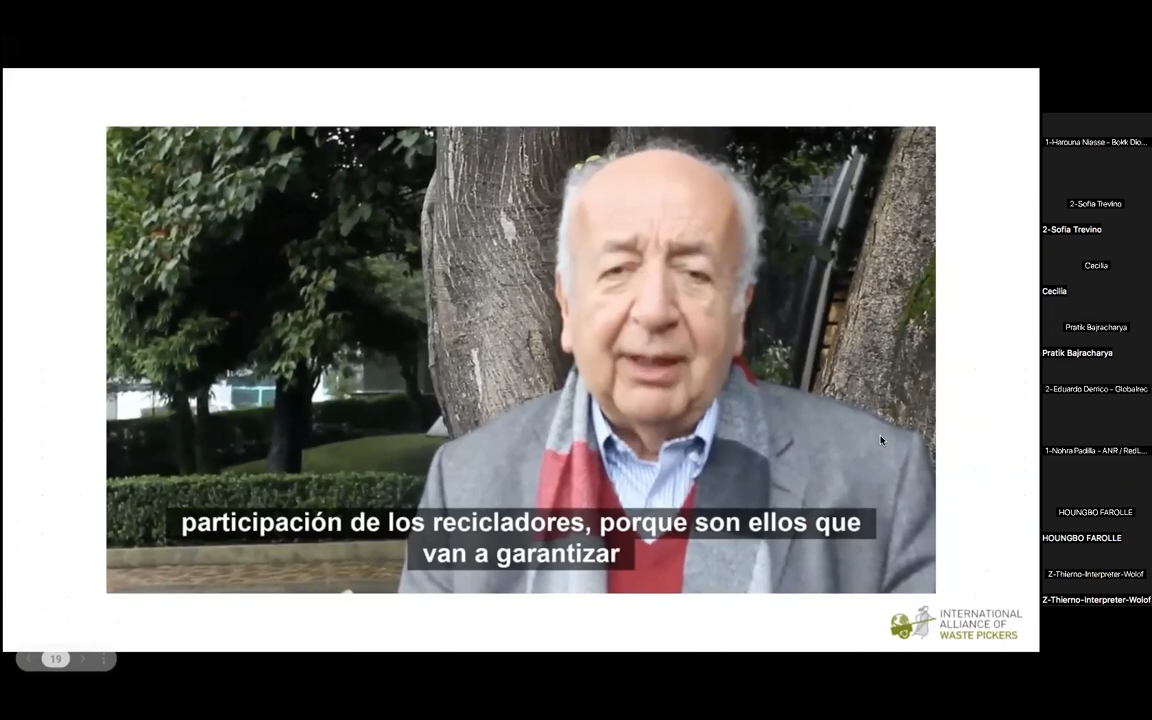 participación de los recicladores, porque son ellos que
van a garantizar
INTERNATIONAL
ALLIANCE OF
WASTE PICKERS
19
1-Harouna Niasse - Bokk Dio...
2-Sofia Trevino
2-Sofia Trevino
Cecilia
Cecilia
Pratik Bajracharya
Pratik Bajracharya
2-Eduardo Derrico - Globalrec
1-Nohra Padilla - ANR / RedL...
HOUNGBO FAROLLE
HOUNGBO FAROLLE
Z-Thierno-Interpreter-Wolof
Z-Thierno-Interpreter-Wolof